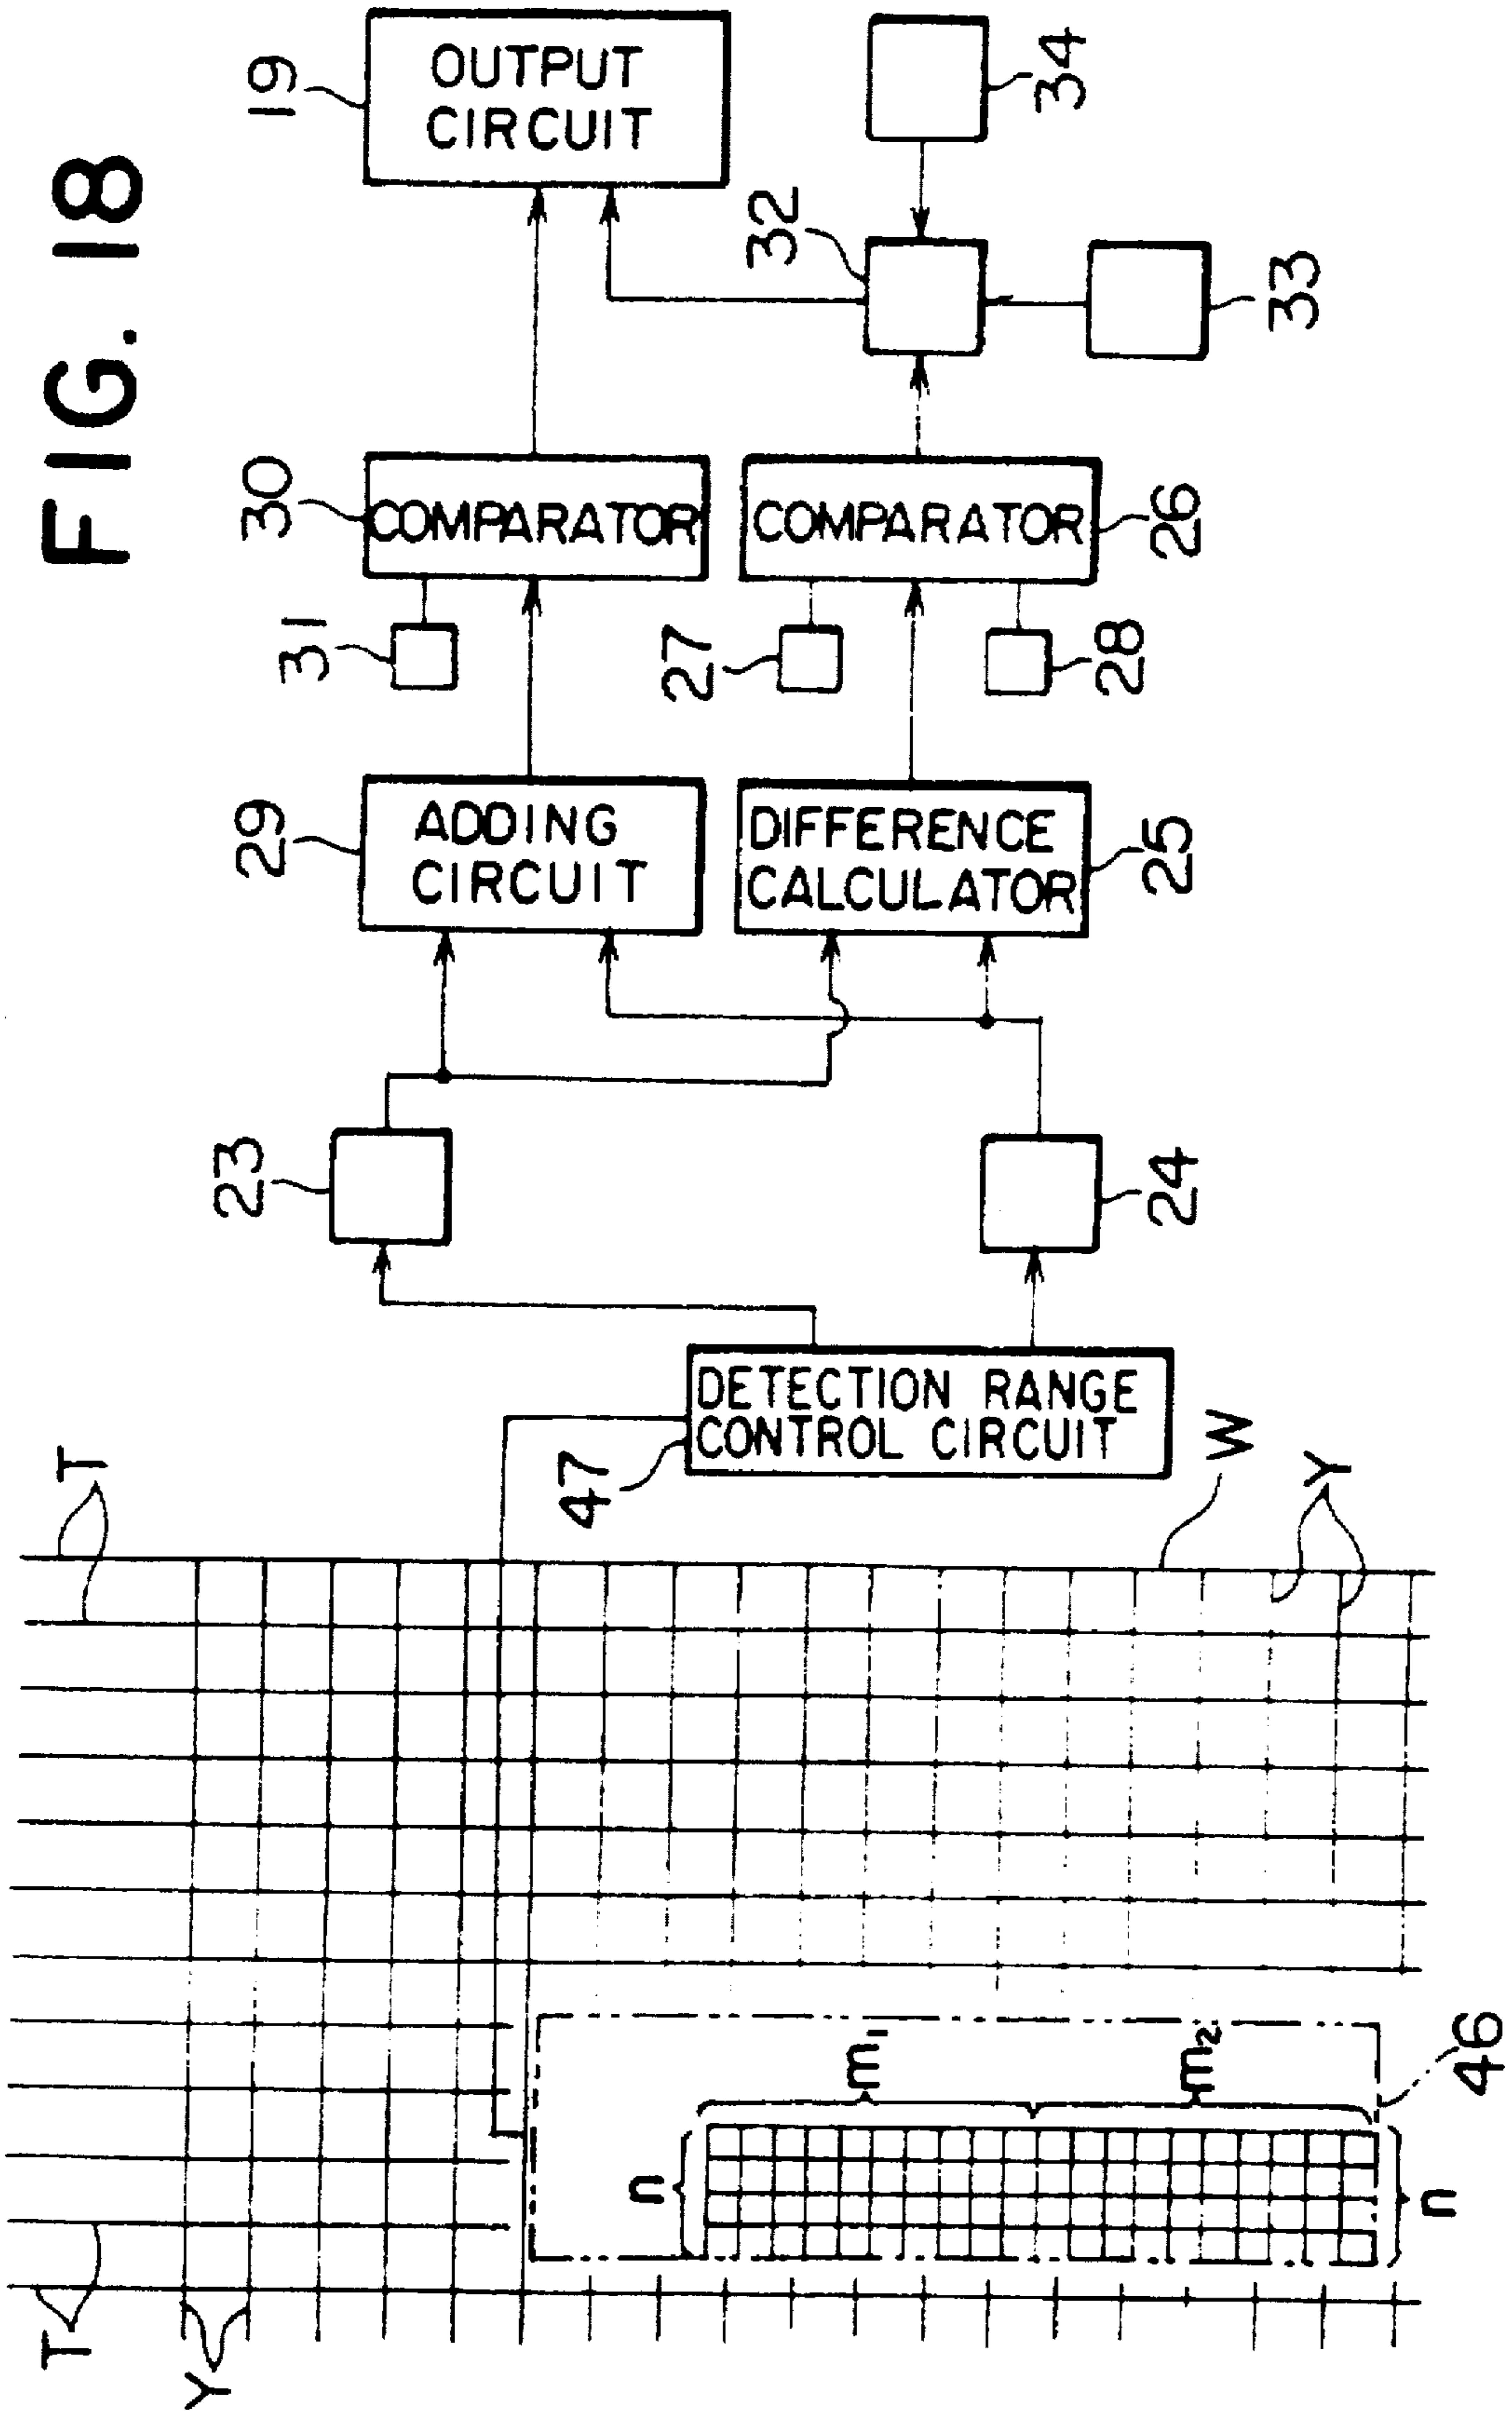 FIG. 18
19
OUTPUT
CIRCUIT
34
32
33
30
COMPARATOR
31
COMPARATOR
26
27
28
29
ADDING
CIRCUIT
DIFFERENCE
CALCULATOR
25
23
24
DETECTION RANGE
CONTROL CIRCUIT
47
W
T
Y
m1
m2
46
n
n
T
Y